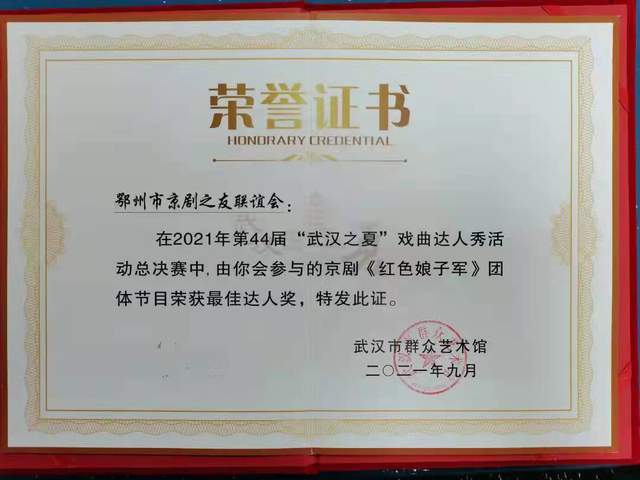 荣誉证书
HONORARY CREDENTIAL
鄂州市京剧之友联谊会：
在2021年第44届“武汉之夏”戏曲达人秀活
动总决赛中,由你会参与的京剧《红色娘子军》团
体节目荣获最佳达人奖，特发此证。
武汉市群众艺术馆
二〇二一年九月